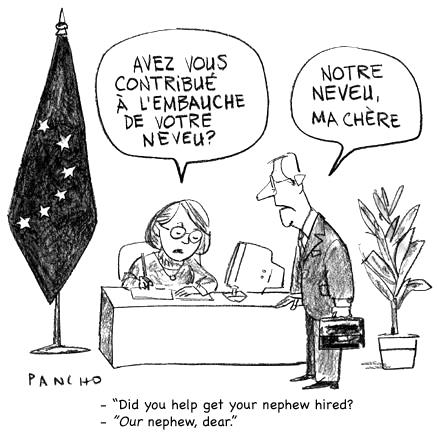 AVEZ VOUS
CONTRIBUÉ
À L'EMBAUCHE
DE VOTRE
NEVEU?
NOTRE
NEVEU,
MA CHÈRE
PANCHO
- "Did you help get your nephew hired?
- "Our nephew, dear."